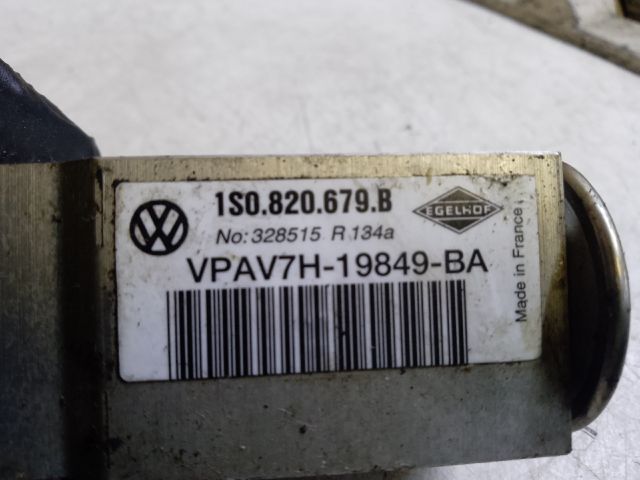 1S0.820.679.B
EGELHOF
No: 328515 R 134a
VPAV7H-19849-BA
Made in France